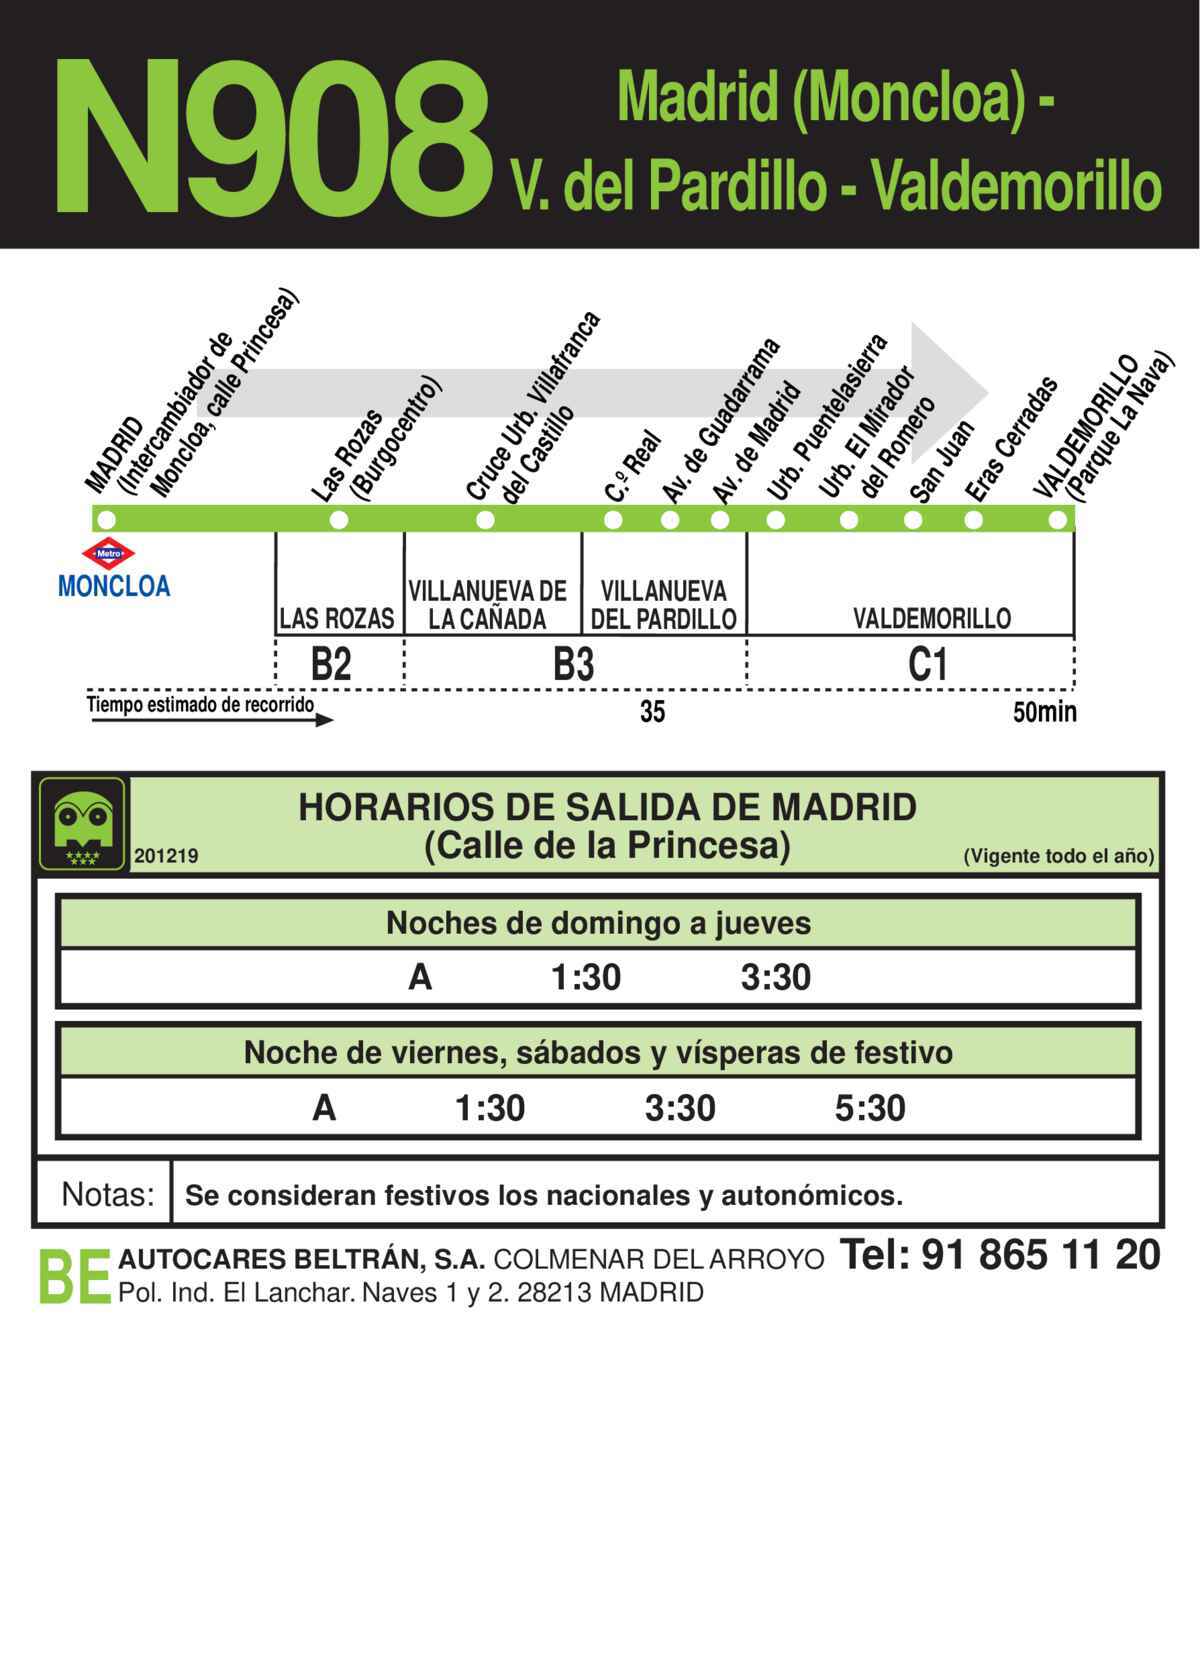 N908
Madrid (Moncloa) -
V. del Pardillo - Valdemorillo
MADRID
(Intercambiador de
Moncloa, calle Princesa)
Las Rozas
(Burgocentro)
Cruce Urb. Villafranca
del Castillo
C.º Real
Av. de Guadarrama
Av. de Madrid
Urb. Puentelasierra
Urb. El Mirador
del Romero
San Juan
Eras Cerradas
VALDEMORILLO
(Parque La Nava)
Metro
MONCLOA
LAS ROZAS
VILLANUEVA DE
LA CAÑADA
VILLANUEVA
DEL PARDILLO
VALDEMORILLO
B2
B3
C1
Tiempo estimado de recorrido
35
50min
HORARIOS DE SALIDA DE MADRID
(Calle de la Princesa)
201219
(Vigente todo el año)
Noches de domingo a jueves
A 1:30 3:30
Noche de viernes, sábados y vísperas de festivo
A 1:30 3:30 5:30
Notas: Se consideran festivos los nacionales y autonómicos.
BE
AUTOCARES BELTRÁN, S.A. COLMENAR DEL ARROYO Tel: 91 865 11 20
Pol. Ind. El Lanchar. Naves 1 y 2. 28213 MADRID